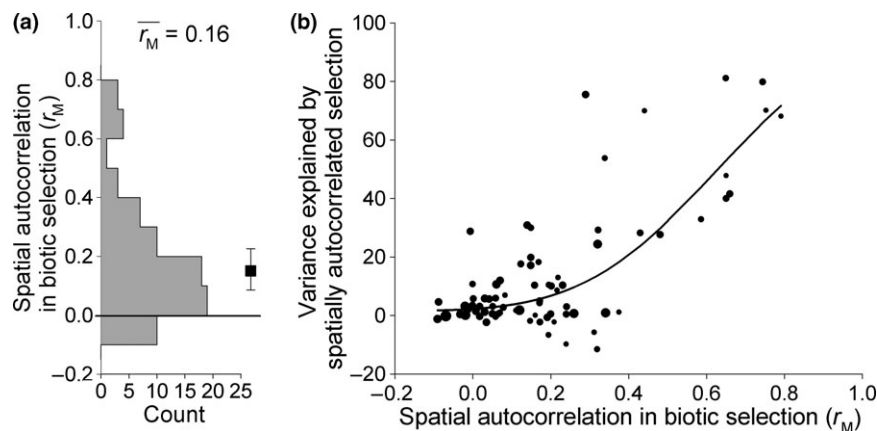 (a)
r_M = 0.16
Spatial autocorrelation
in biotic selection (r_M)
1.0
0.8
0.6
0.4
0.2
0.0
–0.2
0 5 10 15 20 25
Count
(b)
Variance explained by
spatially autocorrelated selection
100
80
60
40
20
0
–20
–0.2 0.0 0.2 0.4 0.6 0.8 1.0
Spatial autocorrelation in biotic selection (r_M)